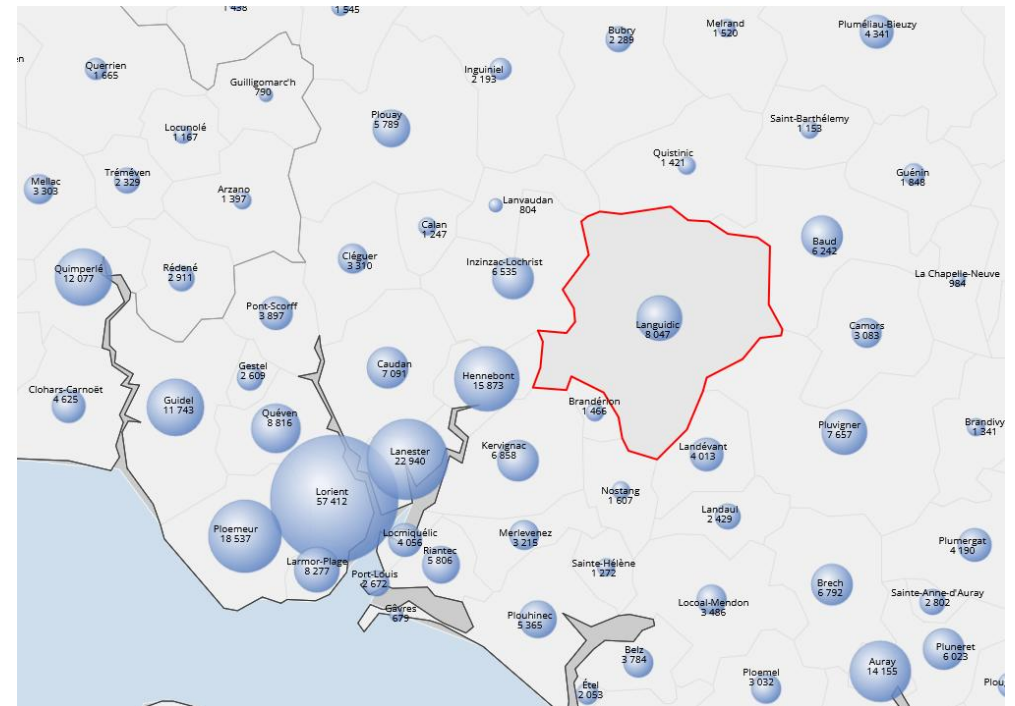 1 545
Bubry
2 289
Melrand
1 520
Pluméliau-Bieuzy
4 341
en
Querrien
1 665
Guilligomarc'h
790
Inguiniel
2 193
Plouay
5 789
Locunolé
1 167
Saint-Barthélemy
1 153
Quistinic
1 421
Mellac
3 303
Tréméven
2 329
Arzano
1 397
Guénin
1 848
Lanvaudan
804
Calan
1 247
Baud
6 242
Quimperlé
12 077
Rédené
2 911
Cléguer
3 310
Inzinzac-Lochrist
6 535
La Chapelle-Neuve
984
Pont-Scorff
3 897
Languidic
8 047
Camors
3 083
Gestel
2 609
Caudan
7 091
Hennebont
15 873
Clohars-Carnoët
4 625
Guidel
11 743
Quéven
8 816
Brandérion
1 466
Pluvigner
7 657
Brandivy
1 341
Lanester
22 940
Kervignac
6 858
Landévant
4 013
Lorient
57 412
Nostang
1 607
Landaul
2 429
Ploemeur
18 537
Locmiquélic
4 056
Merlevenez
3 215
Plumergat
4 190
Riantec
5 806
Larmor-Plage
8 277
Port-Louis
2 672
Sainte-Hélène
1 272
Brech
6 792
Sainte-Anne-d'Auray
2 802
Gâvres
679
Plouhinec
5 365
Locoal-Mendon
3 486
Belz
3 784
Ploemel
3 032
Auray
14 155
Pluneret
6 023
Étel
2 053